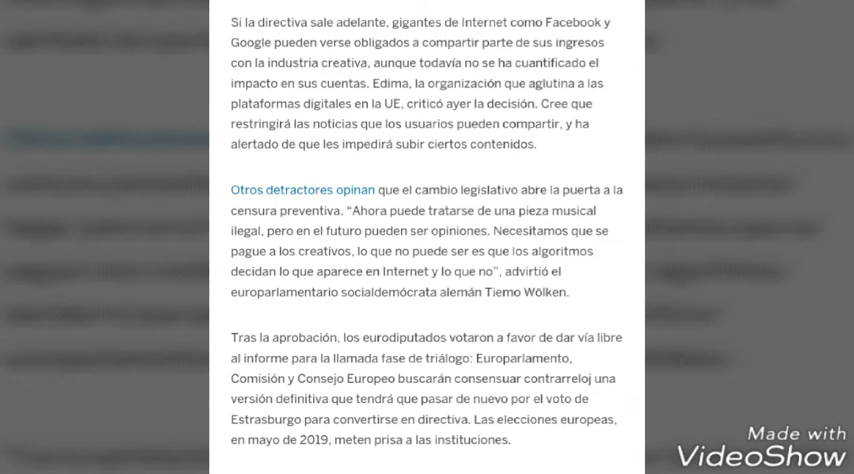 Si la directiva sale adelante, gigantes de Internet como Facebook y
Google pueden verse obligados a compartir parte de sus ingresos
con la industria creativa, aunque todavía no se ha cuantificado el
impacto en sus cuentas. Edima, la organización que aglutina a las
plataformas digitales en la UE, criticó ayer la decisión. Cree que
restringirá las noticias que los usuarios pueden compartir, y ha
alertado de que les impedirá subir ciertos contenidos.
Otros detractores opinan que el cambio legislativo abre la puerta a la
censura preventiva. “Ahora puede tratarse de una pieza musical
ilegal, pero en el futuro pueden ser opiniones. Necesitamos que se
pague a los creativos, lo que no puede ser es que los algoritmos
decidan lo que aparece en Internet y lo que no”, advirtió el
europarlamentario socialdemócrata alemán Tiemo Wölken.
Tras la aprobación, los eurodiputados votaron a favor de dar vía libre
al informe para la llamada fase de triálogo: Europarlamento,
Comisión y Consejo Europeo buscarán consensuar contrarreloj una
versión definitiva que tendrá que pasar de nuevo por el voto de
Estrasburgo para convertirse en directiva. Las elecciones europeas,
en mayo de 2019, meten prisa a las instituciones.
Made with
VideoShow